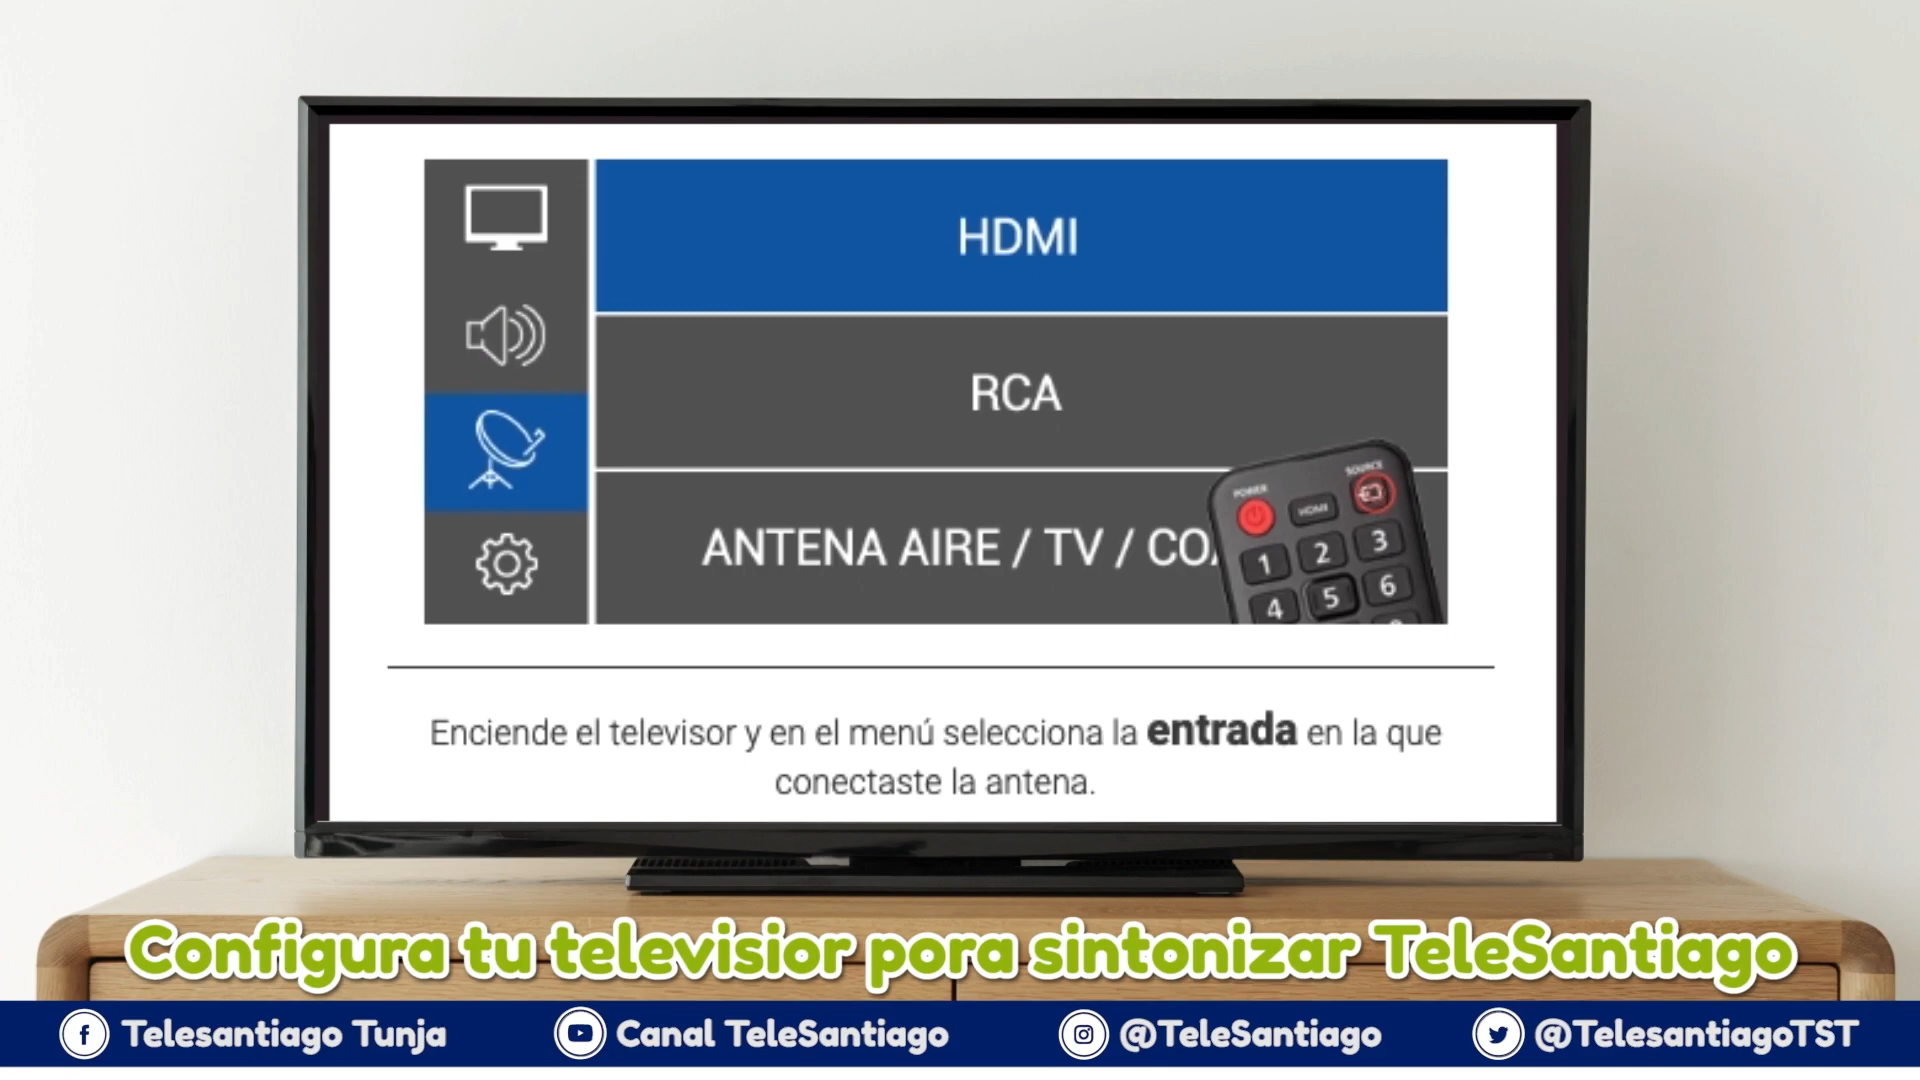 HDMI
RCA
ANTENA AIRE / TV / CO
POWER
HDMI
SOURCE
1 2 3
4 5 6
Enciende el televisor y en el menú selecciona la entrada en la que
conectaste la antena.
Configura tu televisior pora sintonizar TeleSantiago
Telesantiago Tunja
Canal TeleSantiago
@TeleSantiago
@TelesantiagoTST